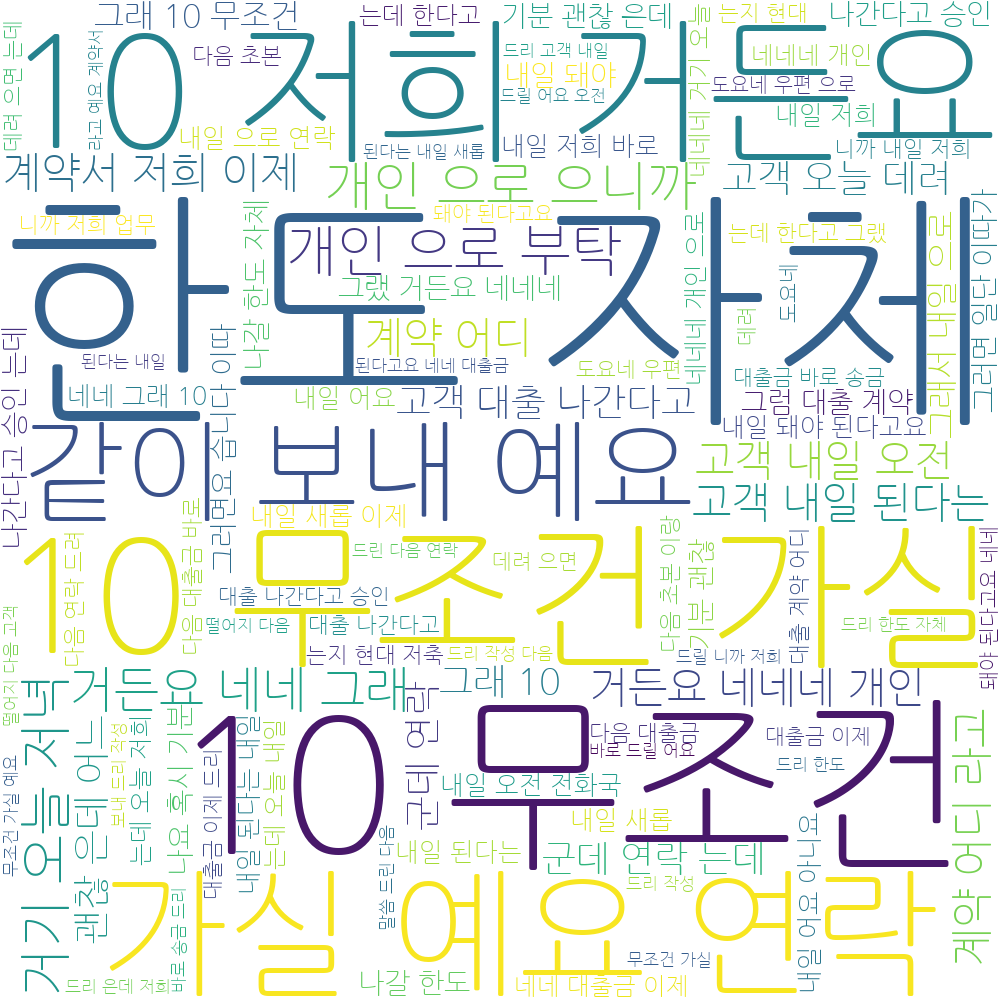 그래 10 무조건
는데 한다고
기분 괜찮 은데
는지 현대
나간다고 승인
다음 초본
드리 고객 내일
네네네 개인
10 저희 거든요
내일 돼야
드릴 어요 오전
도요네 우편 으로
내일 저희
내일 으로 연락
된다는 내일 새롭
내일 저희 바로
니까 내일 저희
데려 으면 는데
라고 예요 계약서
네네네 거기 오늘
계약서 저희 이제
개인 으로 으니까
고객 오늘 데려
한도 자체
니까 저희 업무
돼야 된다고요
개인 으로 부탁
는데 한다고 그랬
그랬 거든요 네네네
나갈 한도 자체
네네네 개인 으로
데려
도요네
그래서 내일 으로
그러면 일단 이따가
계약 어디
된다는 내일
된다고요 네네 대출금
도요네 우편
대출금 바로 송금
네네 그래 10
내일 어요
고객 대출 나간다고
그럼 대출 계약
나간다고 승인 는데
그러면요 습니다 이따
같이 보내 예요
내일 돼야 된다고요
고객 내일 오전
고객 내일 된다는
내일 새롭 이제
10 무조건 가실
드린 다음 연락
데려 으면
다음 연락 드려
다음 대출금 바로
대출 나간다고 승인
떨어지 다음
대출 나간다고
는지 현대 저축
드리 작성 다음
다음 초본 이랑
기분 괜찮
드릴 니까 저희
대출 계약 어디
드리 한도 자체
돼야 된다고요 네네
떨어지 다음 고객
거든요 네네 그래
그래 10
거든요 네네네 개인
10 무조건
다음 대출금
바로 드릴 어요
대출금 이제
드리 한도
내일 오전 전화국
내일 새롭
무조건 가실 예요
거기 오늘 저녁
괜찮 은데 에느
보내 드리 작성
는데 오늘 저희
나요 혹시 기분
바로 송금 드리
대출금 이제 드리
내일 된다는 내일
는데 오늘 내일
말씀 드린 다음
군데 연락
내일 된다는
군데 연락 는데
내일 어요 아니요
계약 어디 라고
가실 예요 연락
드리 작성
무조건 가실
드리 은데 저희
나갈 한도
네네 대출금 이제